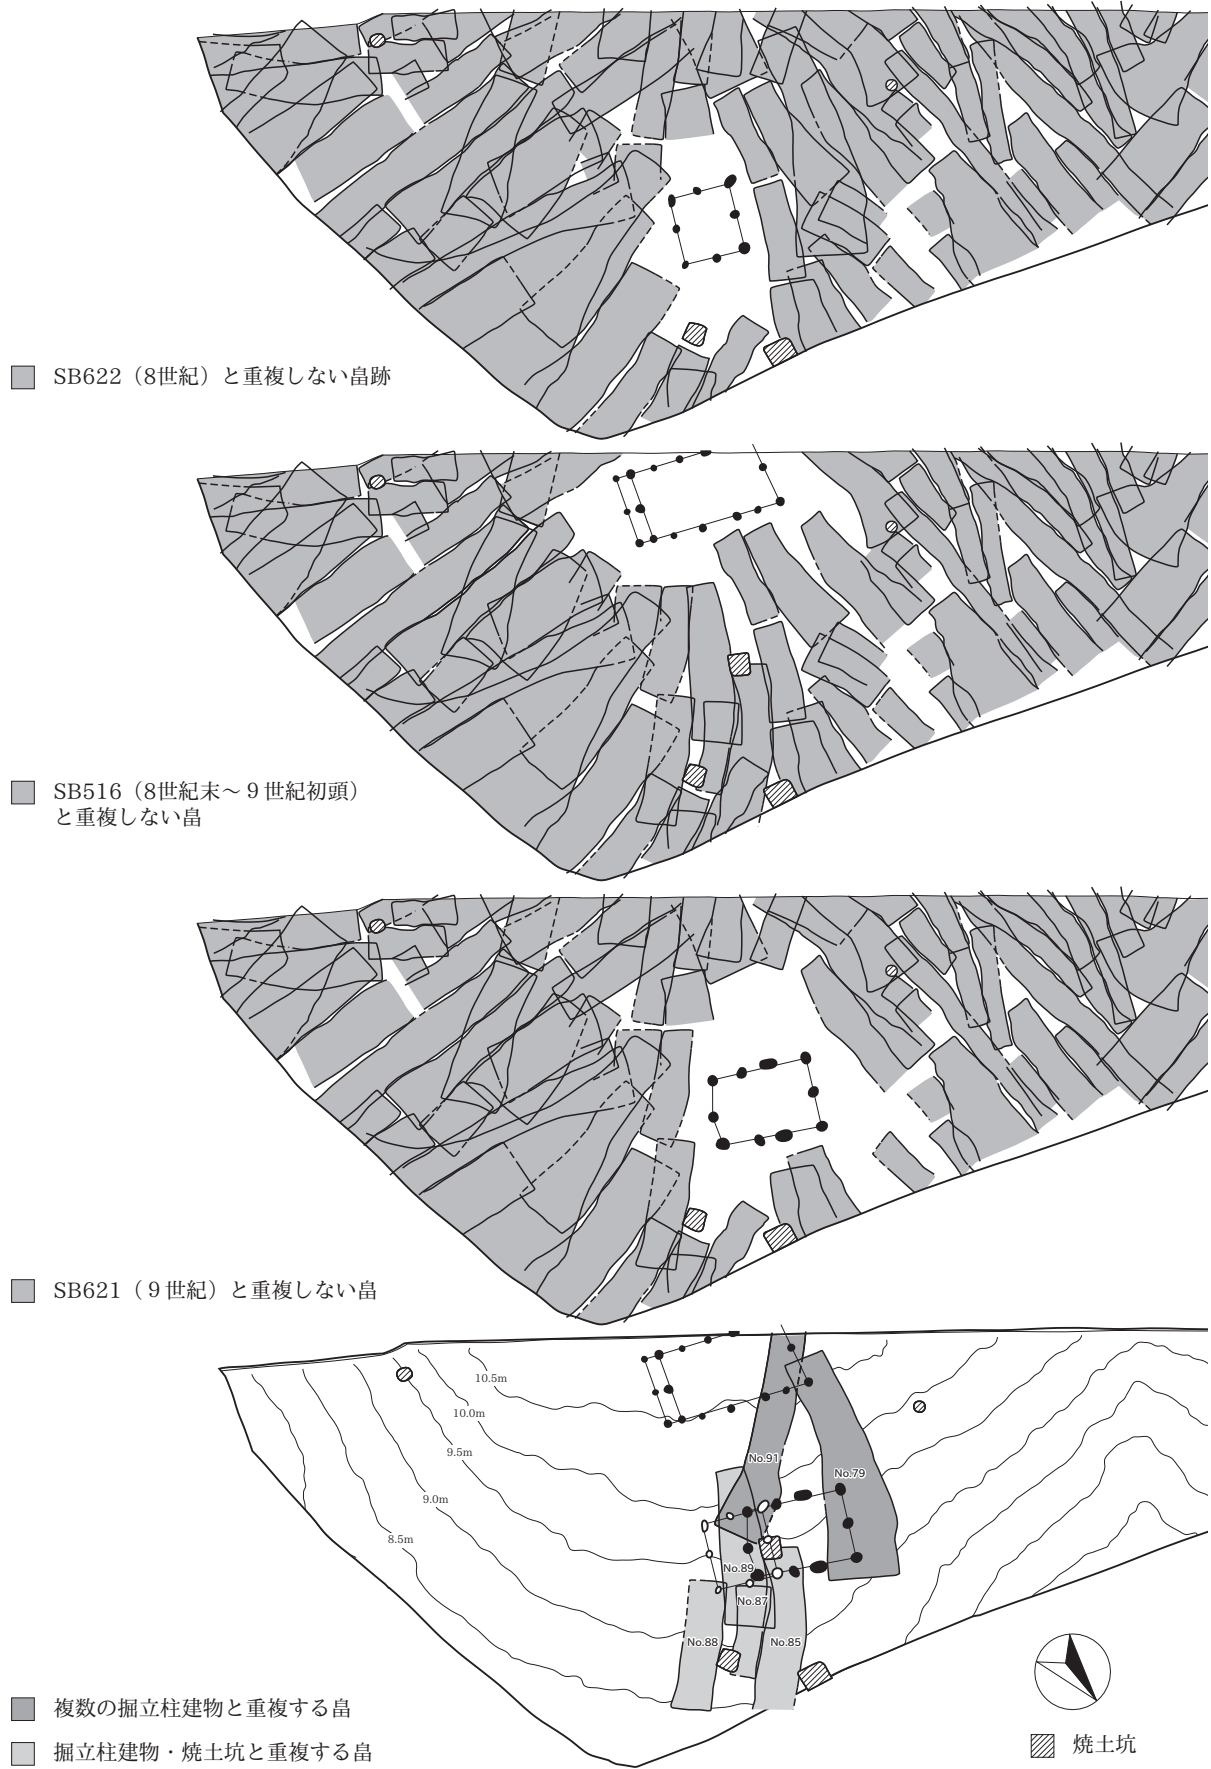 SB622（8世紀）と重複しない畠跡
SB516（8世紀末～９世紀初頭）
と重複しない畠
SB621（９世紀）と重複しない畠
10.5m
10.0m
9.5m
9.0m
8.5m
No.91
No.79
No.89
No.87
No.88
No.85
複数の掘立柱建物と重複する畠
掘立柱建物・焼土坑と重複する畠
焼土坑